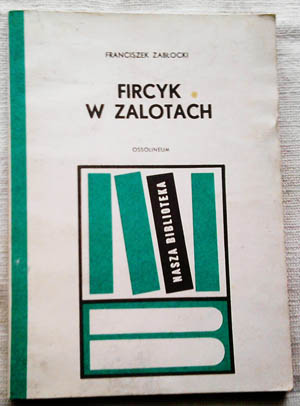 FRANCISZEK ZABŁOCKI
FIRCYK
W ZALOTACH
OSSOLINEUM
NASZA BIBLIOTEKA